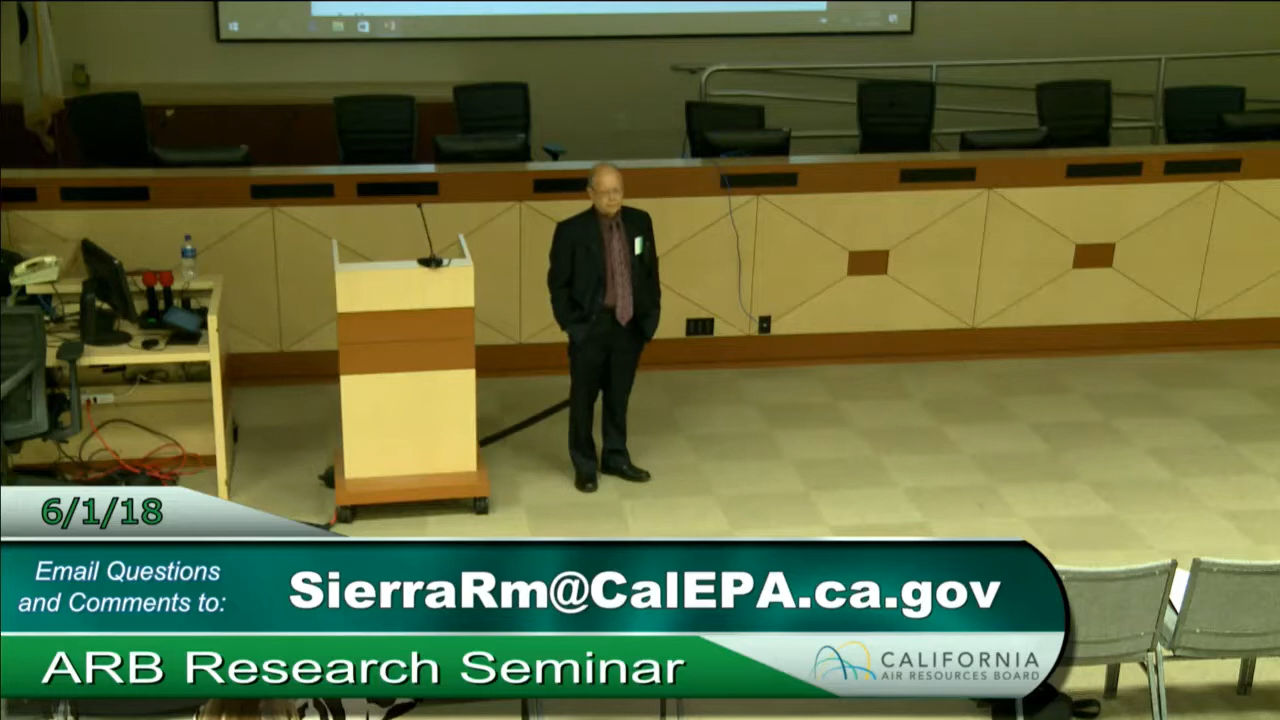 6/1/18
Email Questions
and Comments to:
SierraRm@CalEPA.ca.gov
ARB Research Seminar
CALIFORNIA
AIR RESOURCES BOARD